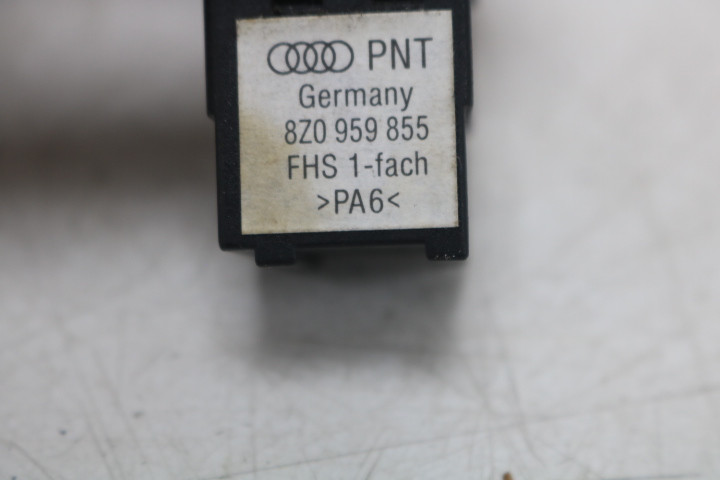 PNT
Germany
8Z0 959 855
FHS 1-fach
>PA6<